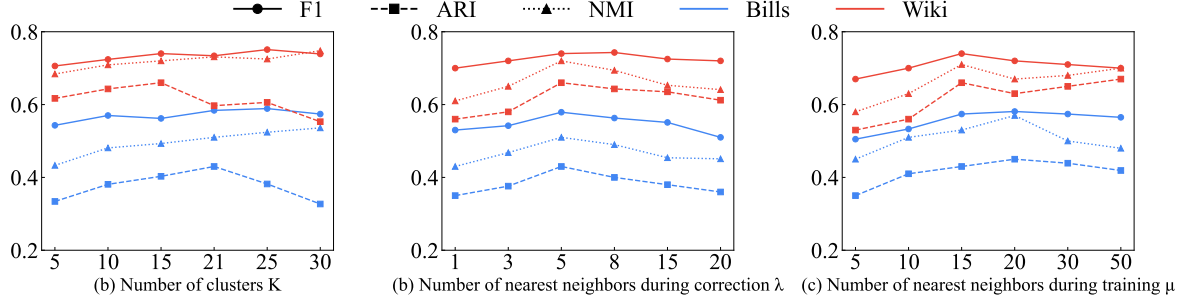 F1 ARI NMI Bills Wiki
0.8
0.6
0.4
0.2
5 10 15 21 25 30
(b) Number of clusters K
0.8
0.6
0.4
0.2
1 3 5 8 15 20
(b) Number of nearest neighbors during correction λ
0.8
0.6
0.4
0.2
5 10 15 20 30 50
(c) Number of nearest neighbors during training μ